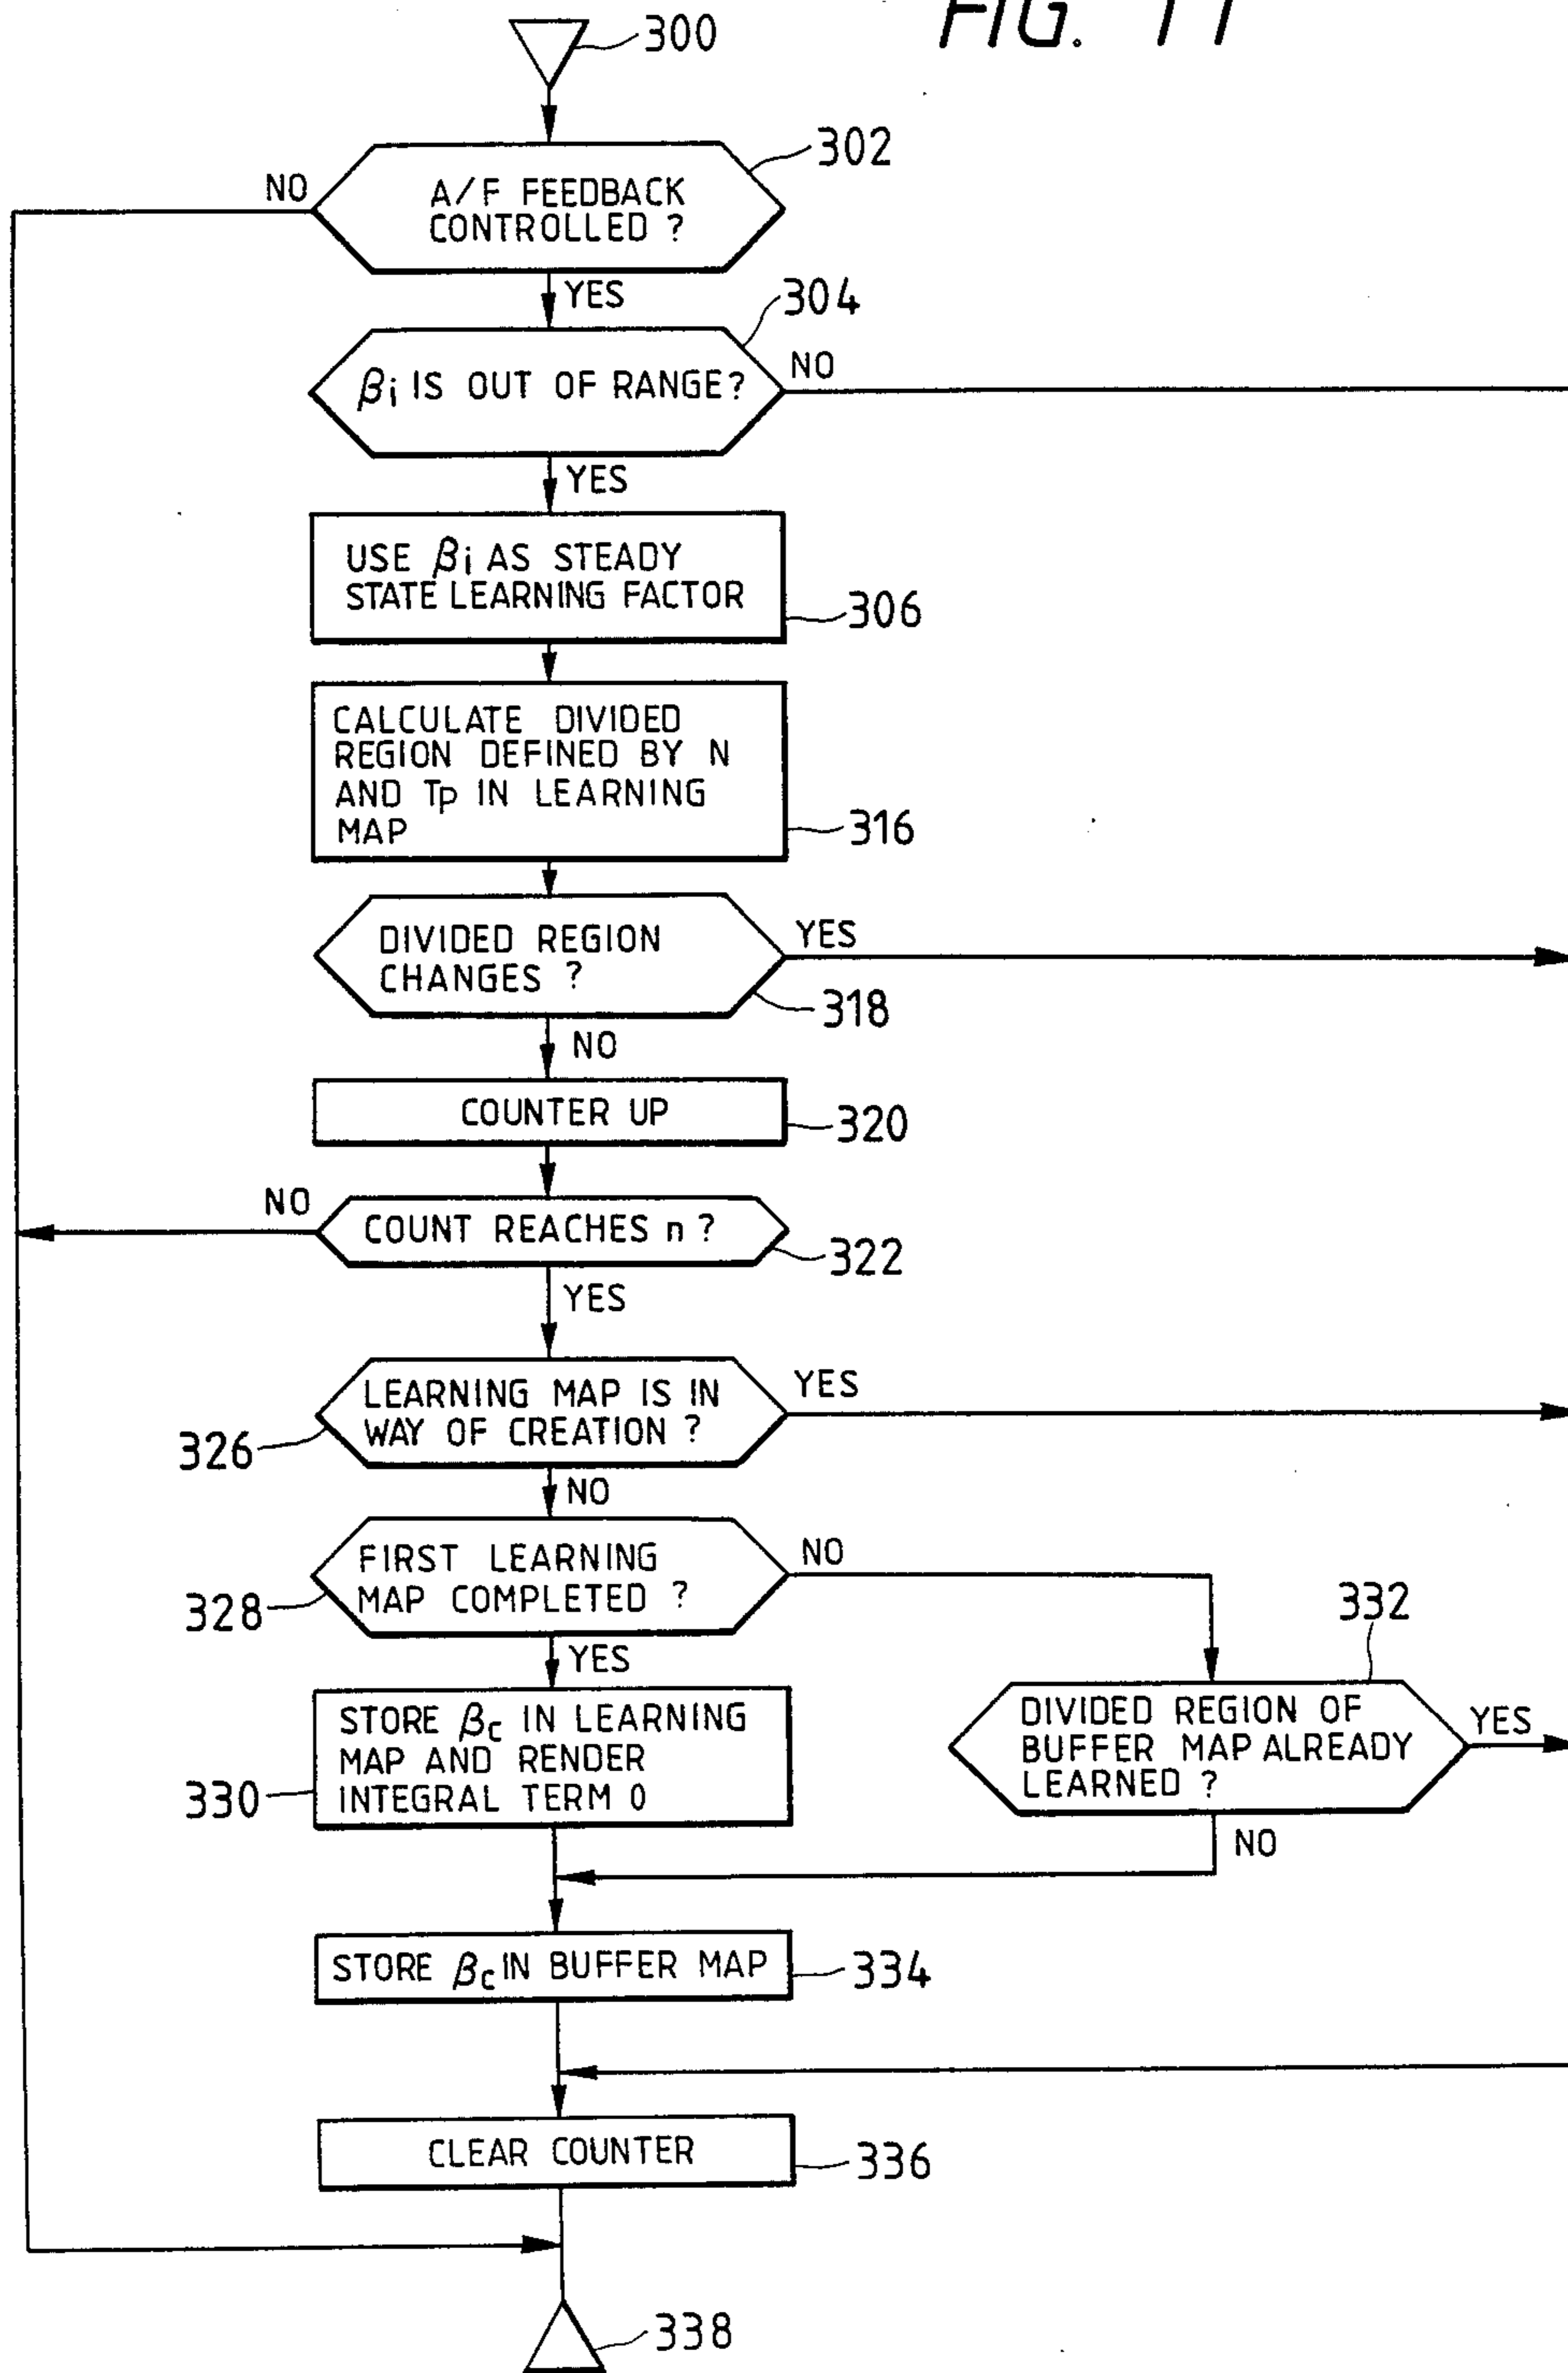 FIG. 11
300
302
NO
A/F FEEDBACK
CONTROLLED ?
YES
304
βi IS OUT OF RANGE?
NO
YES
USE βi AS STEADY
STATE LEARNING FACTOR
306
CALCULATE DIVIDED
REGION DEFINED BY N
AND Tp IN LEARNING
MAP
316
DIVIDED REGION
CHANGES ?
YES
318
NO
COUNTER UP
320
NO
COUNT REACHES n ?
322
YES
LEARNING MAP IS IN
WAY OF CREATION ?
YES
326
NO
FIRST LEARNING
MAP COMPLETED ?
NO
328
332
YES
STORE βc IN LEARNING
MAP AND RENDER
INTEGRAL TERM 0
330
DIVIDED REGION OF
BUFFER MAP ALREADY
LEARNED ?
YES
NO
STORE βc IN BUFFER MAP
334
CLEAR COUNTER
336
338